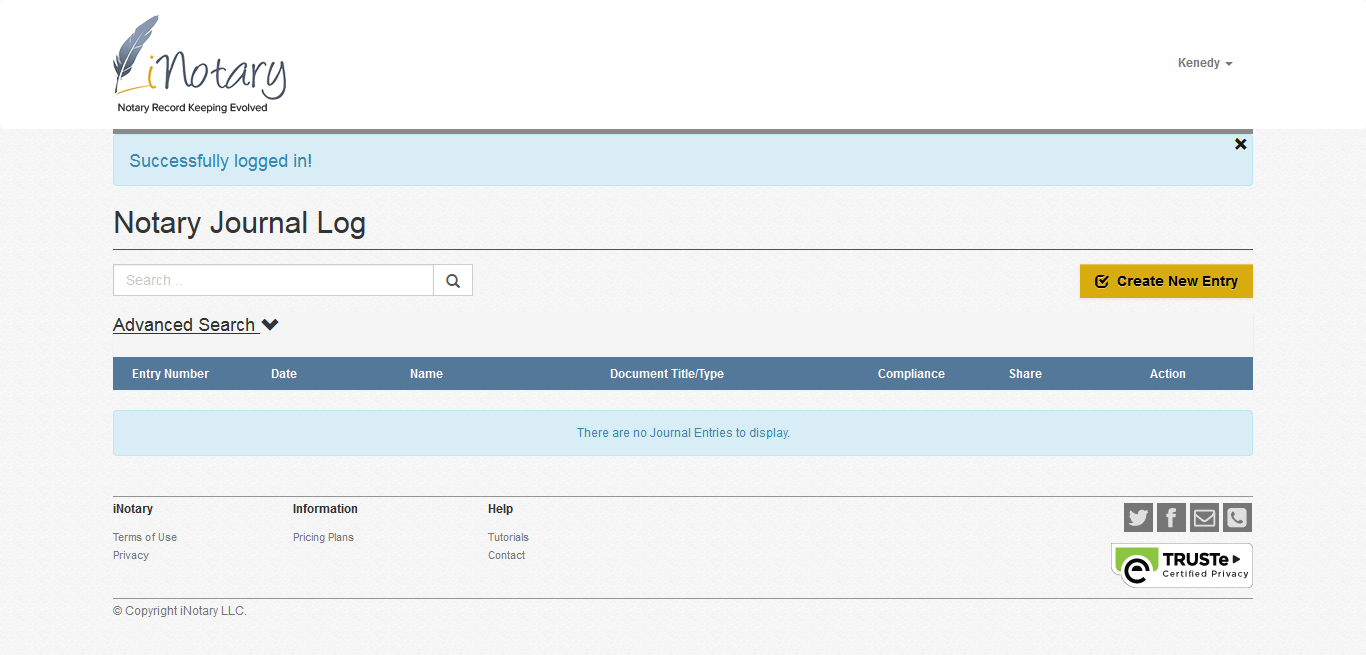 iNotary
Notary Record Keeping Evolved
Kenedy
Successfully logged in!
Notary Journal Log
Search ..
Create New Entry
Advanced Search
Entry Number Date Name Document Title/Type Compliance Share Action
There are no Journal Entries to display.
iNotary Information Help
Terms of Use Pricing Plans Tutorials
Privacy Contact
TRUSTe
Certified Privacy
© Copyright iNotary LLC.